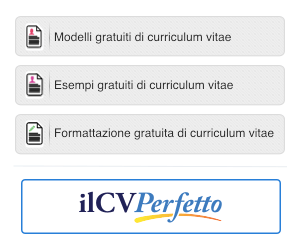 Modelli gratuiti di curriculum vitae
Esempi gratuiti di curriculum vitae
Formattazione gratuita di curriculum vitae
ilCVPerfetto